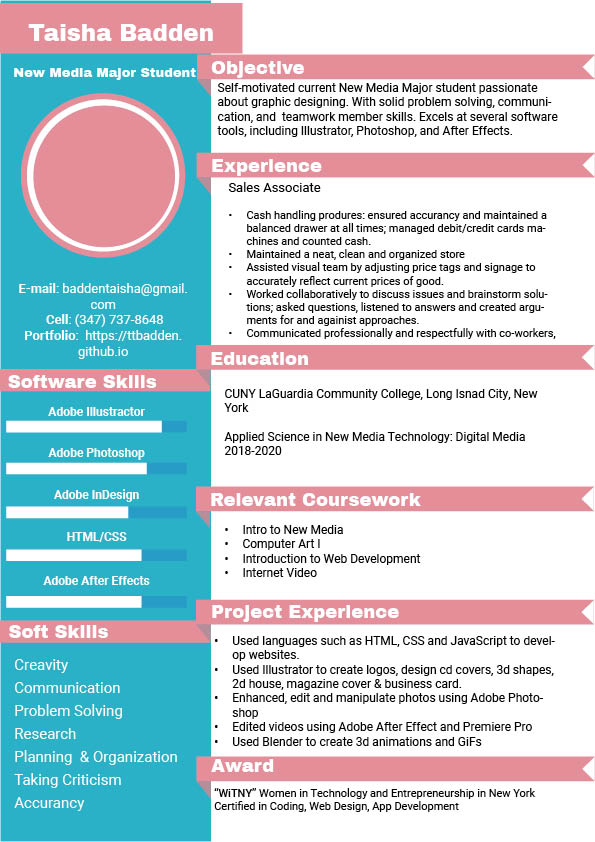 Taisha Badden
New Media Major Student
E-mail: baddentaisha@gmail.
com
Cell: (347) 737-8648
Portfolio:  https://ttbadden.
github.io
Software Skills
Adobe Illustractor
Adobe Photoshop
Adobe InDesign
HTML/CSS
Adobe After Effects
Soft Skills
Creavity
Communication
Problem Solving
Research
Planning  & Organization
Taking Criticism
Accurancy
Objective
Self-motivated current New Media Major student passionate
about graphic designing. With solid problem solving, communi-
cation, and  teamwork member skills. Excels at several software
tools, including Illustrator, Photoshop, and After Effects.
Experience
Sales Associate
• Cash handling produres: ensured accurancy and maintained a
balanced drawer at all times; managed debit/credit cards ma-
chines and counted cash.
• Maintained a neat, clean and organized store
• Assisted visual team by adjusting price tags and signage to
accurately reflect current prices of good.
• Worked collaboratively to discuss issues and brainstorm solu-
tions; asked questions, listened to answers and created argu-
ments for and againist approaches.
• Communicated professionally and respectfully with co-workers,
Education
CUNY LaGuardia Community College, Long Isnad City, New
York
Applied Science in New Media Technology: Digital Media
2018-2020
Relevant Coursework
• Intro to New Media
• Computer Art I
• Introduction to Web Development
• Internet Video
Project Experience
• Used languages such as HTML, CSS and JavaScript to devel-
op websites.
• Used Illustrator to create logos, design cd covers, 3d shapes,
2d house, magazine cover & business card.
• Enhanced, edit and manipulate photos using Adobe Photo-
shop
• Edited videos using Adobe After Effect and Premiere Pro
• Used Blender to create 3d animations and GiFs
Award
“WiTNY” Women in Technology and Entrepreneurship in New York
Certified in Coding, Web Design, App Development